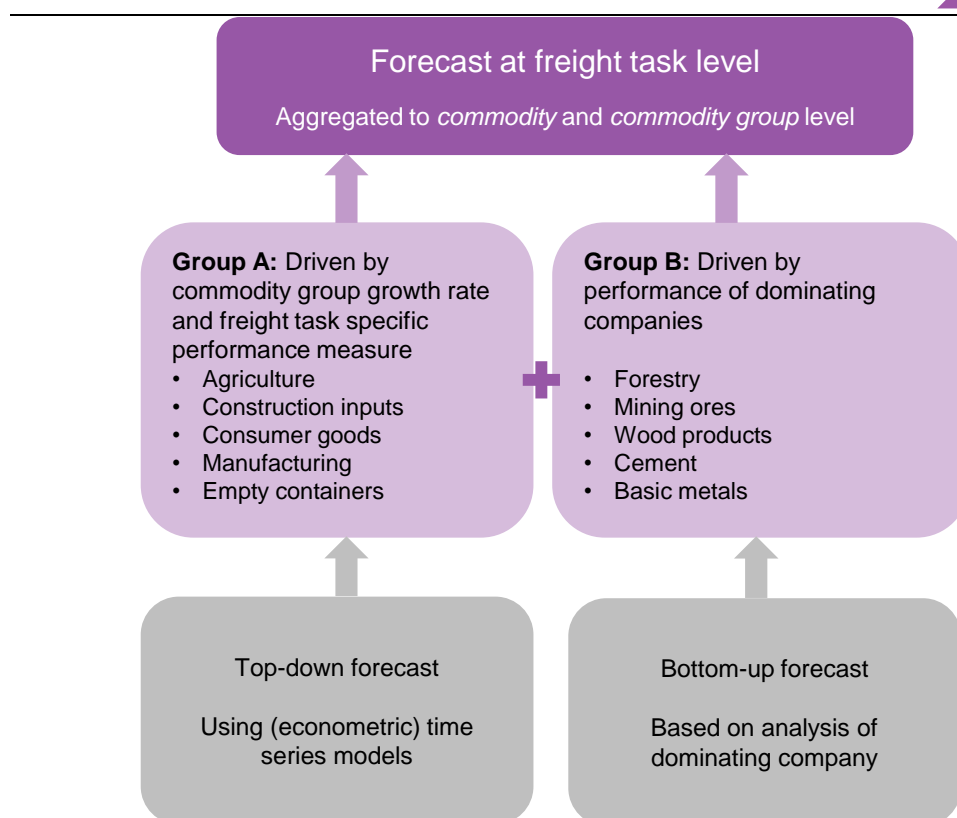 Forecast at freight task level
Aggregated to commodity and commodity group level
Group A: Driven by
commodity group growth rate
and freight task specific
performance measure
• Agriculture
• Construction inputs
• Consumer goods
• Manufacturing
• Empty containers
Group B: Driven by
performance of dominating
companies
• Forestry
• Mining ores
• Wood products
• Cement
• Basic metals
Top-down forecast
Using (econometric) time
series models
Bottom-up forecast
Based on analysis of
dominating company